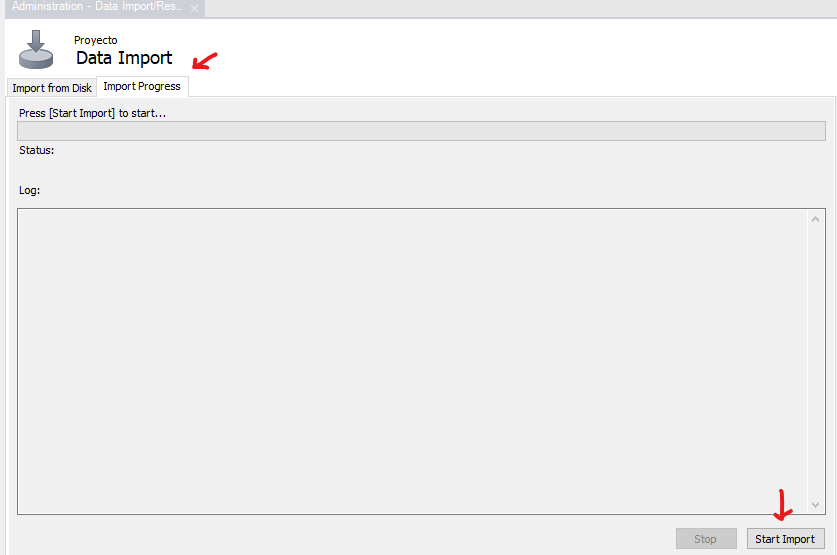 Administration - Data Import/Res...
Proyecto
Data Import
Import from Disk
Import Progress
Press [Start Import] to start...
Status:
Log:
Stop
Start Import